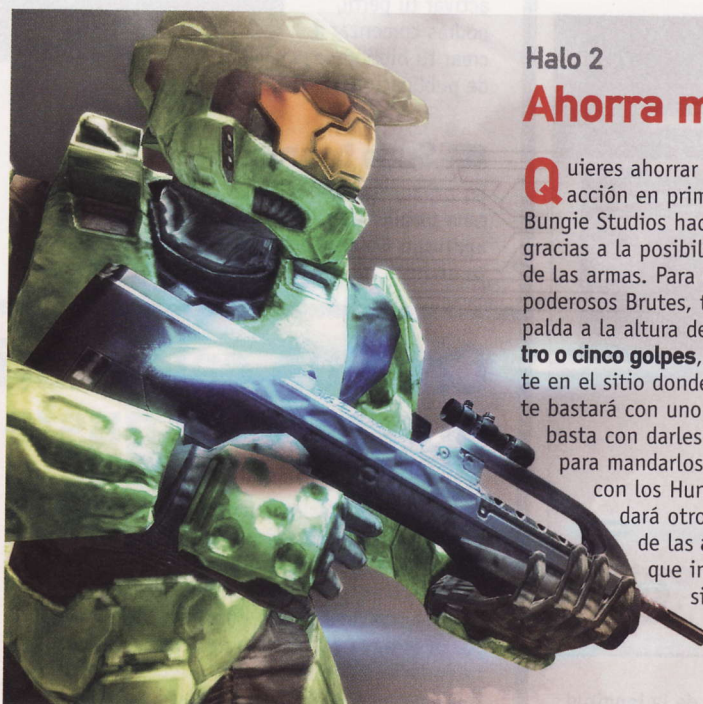 Halo 2
Ahorra m
Quieres ahorrar
acción en prim
Bungie Studios hac
gracias a la posibil
de las armas. Para
poderosos Brutes, t
palda a la altura de
tro o cinco golpes,
te en el sitio donde
te bastará con uno
basta con darles
para mandarlos
con los Hun
dará otro
de las a
que in
si